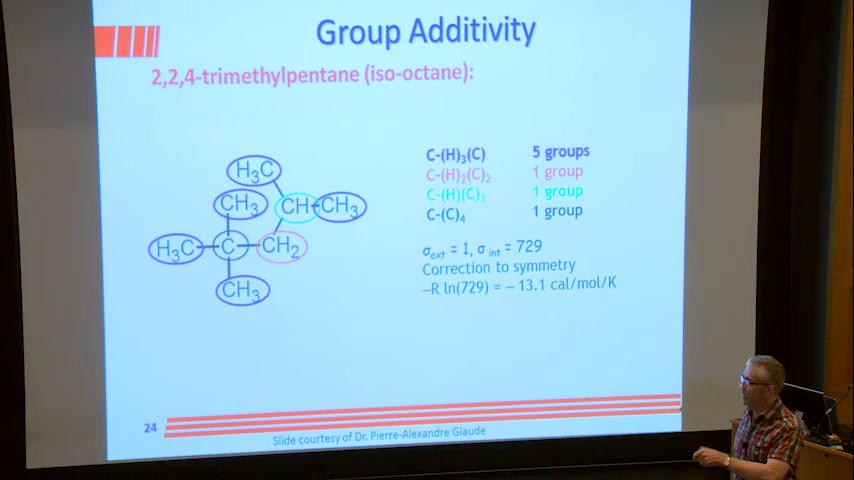 Group Additivity
2,2,4-trimethylpentane (iso-octane):
H₃C
CH₃ CH CH₃
H₃C C CH₂
CH₃
C-(H)₃(C) 5 groups
C-(H)₂(C)₂ 1 group
C-(H)(C)₃ 1 group
C-(C)₄ 1 group
σext = 1, σ int = 729
Correction to symmetry
–R ln(729) = – 13.1 cal/mol/K
24
Slide courtesy of Dr. Pierre-Alexandre Glaude